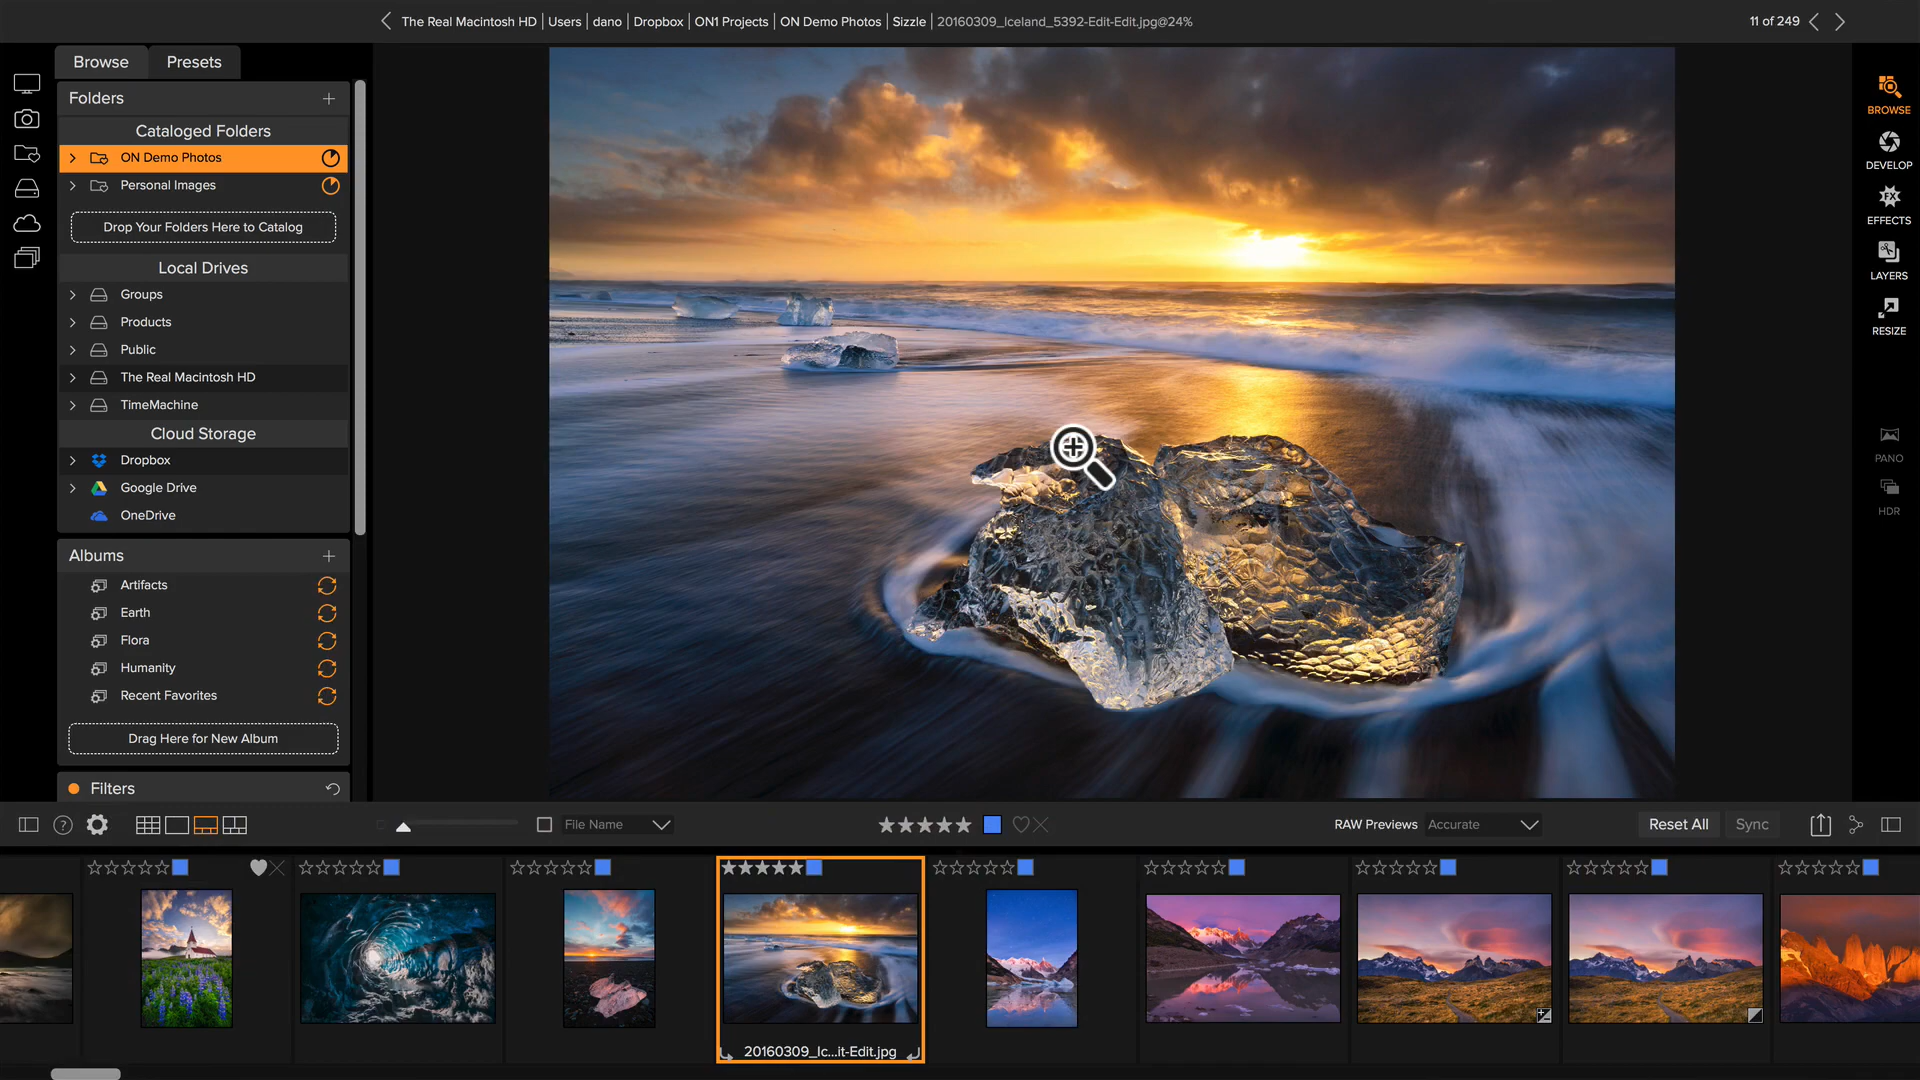 The Real Macintosh HD | Users | dano | Dropbox | ON1 Projects | ON Demo Photos | Sizzle | 20160309_Iceland_5392-Edit-Edit.jpg@24%
11 of 249
Browse
Presets
Folders
Cataloged Folders
ON Demo Photos
Personal Images
Drop Your Folders Here to Catalog
Local Drives
Groups
Products
Public
The Real Macintosh HD
TimeMachine
Cloud Storage
Dropbox
Google Drive
OneDrive
Albums
Artifacts
Earth
Flora
Humanity
Recent Favorites
Drag Here for New Album
Filters
BROWSE
DEVELOP
FX
EFFECTS
LAYERS
RESIZE
PANO
HDR
?
File Name
RAW Previews
Accurate
Reset All
Sync
20160309_Ic...it-Edit.jpg